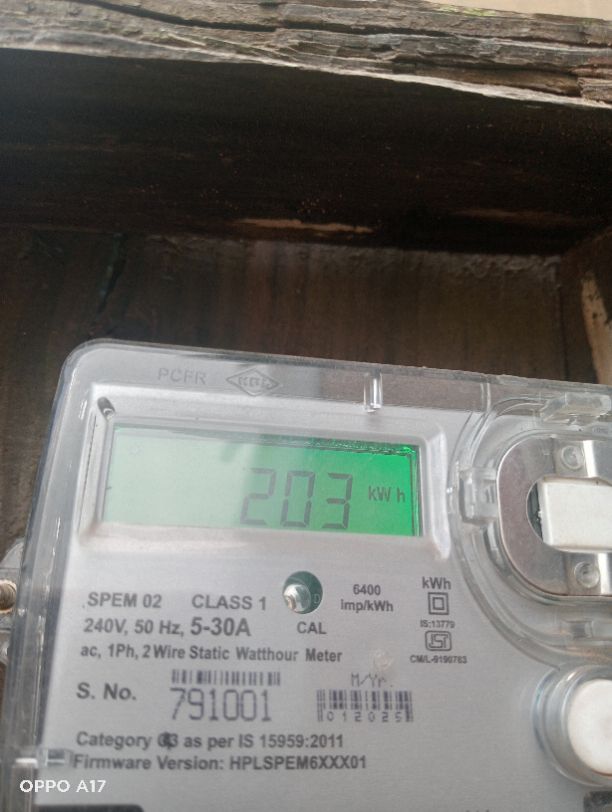 PCFR HPL
203 kWh
SPEM 02 CLASS 1
6400 imp/kWh
kWh
240V, 50 Hz, 5-30A
CAL
IS:13779
ac, 1Ph, 2 Wire Static Watthour Meter
CM/L-9190763
M/Yr.
S. No. 791001
012025
Category 03 as per IS 15959:2011
Firmware Version: HPLSPEM6XXX01
OPPO A17